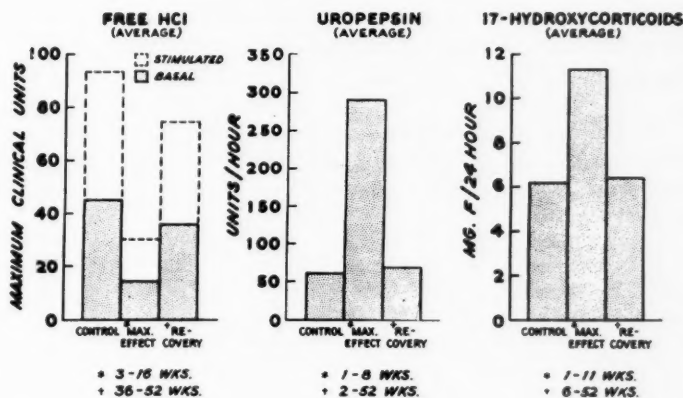 FREE HCl
(AVERAGE)
MAXIMUM CLINICAL UNITS
100
80
60
40
20
0
STIMULATED
BASAL
CONTROL
* MAX. EFFECT
+ RE-COVERY
* 3-16 WKS.
+ 36-52 WKS.
UROPEPSIN
(AVERAGE)
UNITS/HOUR
350
300
250
200
150
100
50
0
CONTROL
* MAX. EFFECT
+ RE-COVERY
* 1-8 WKS.
+ 2-52 WKS.
17-HYDROXYCORTICOIDS
(AVERAGE)
MG. F/24 HOUR
12
10
8
6
4
2
0
CONTROL
* MAX. EFFECT
+ RE-COVERY
* 1-11 WKS.
+ 6-52 WKS.